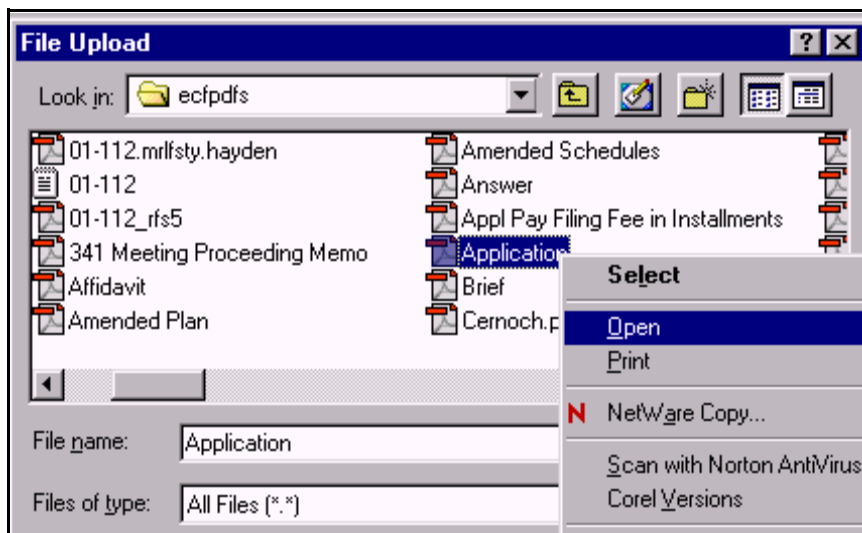 File Upload
Look in: ecfpdfs
01-112.mrlfsty.hayden
01-112
01-112_rfs5
341 Meeting Proceeding Memo
Affidavit
Amended Plan
Amended Schedules
Answer
Appl Pay Filing Fee in Installments
Application
Brief
Cernoch.p
Select
Open
Print
N NetWare Copy...
Scan with Norton AntiVirus
Corel Versions
File name: Application
Files of type: All Files (*.*)